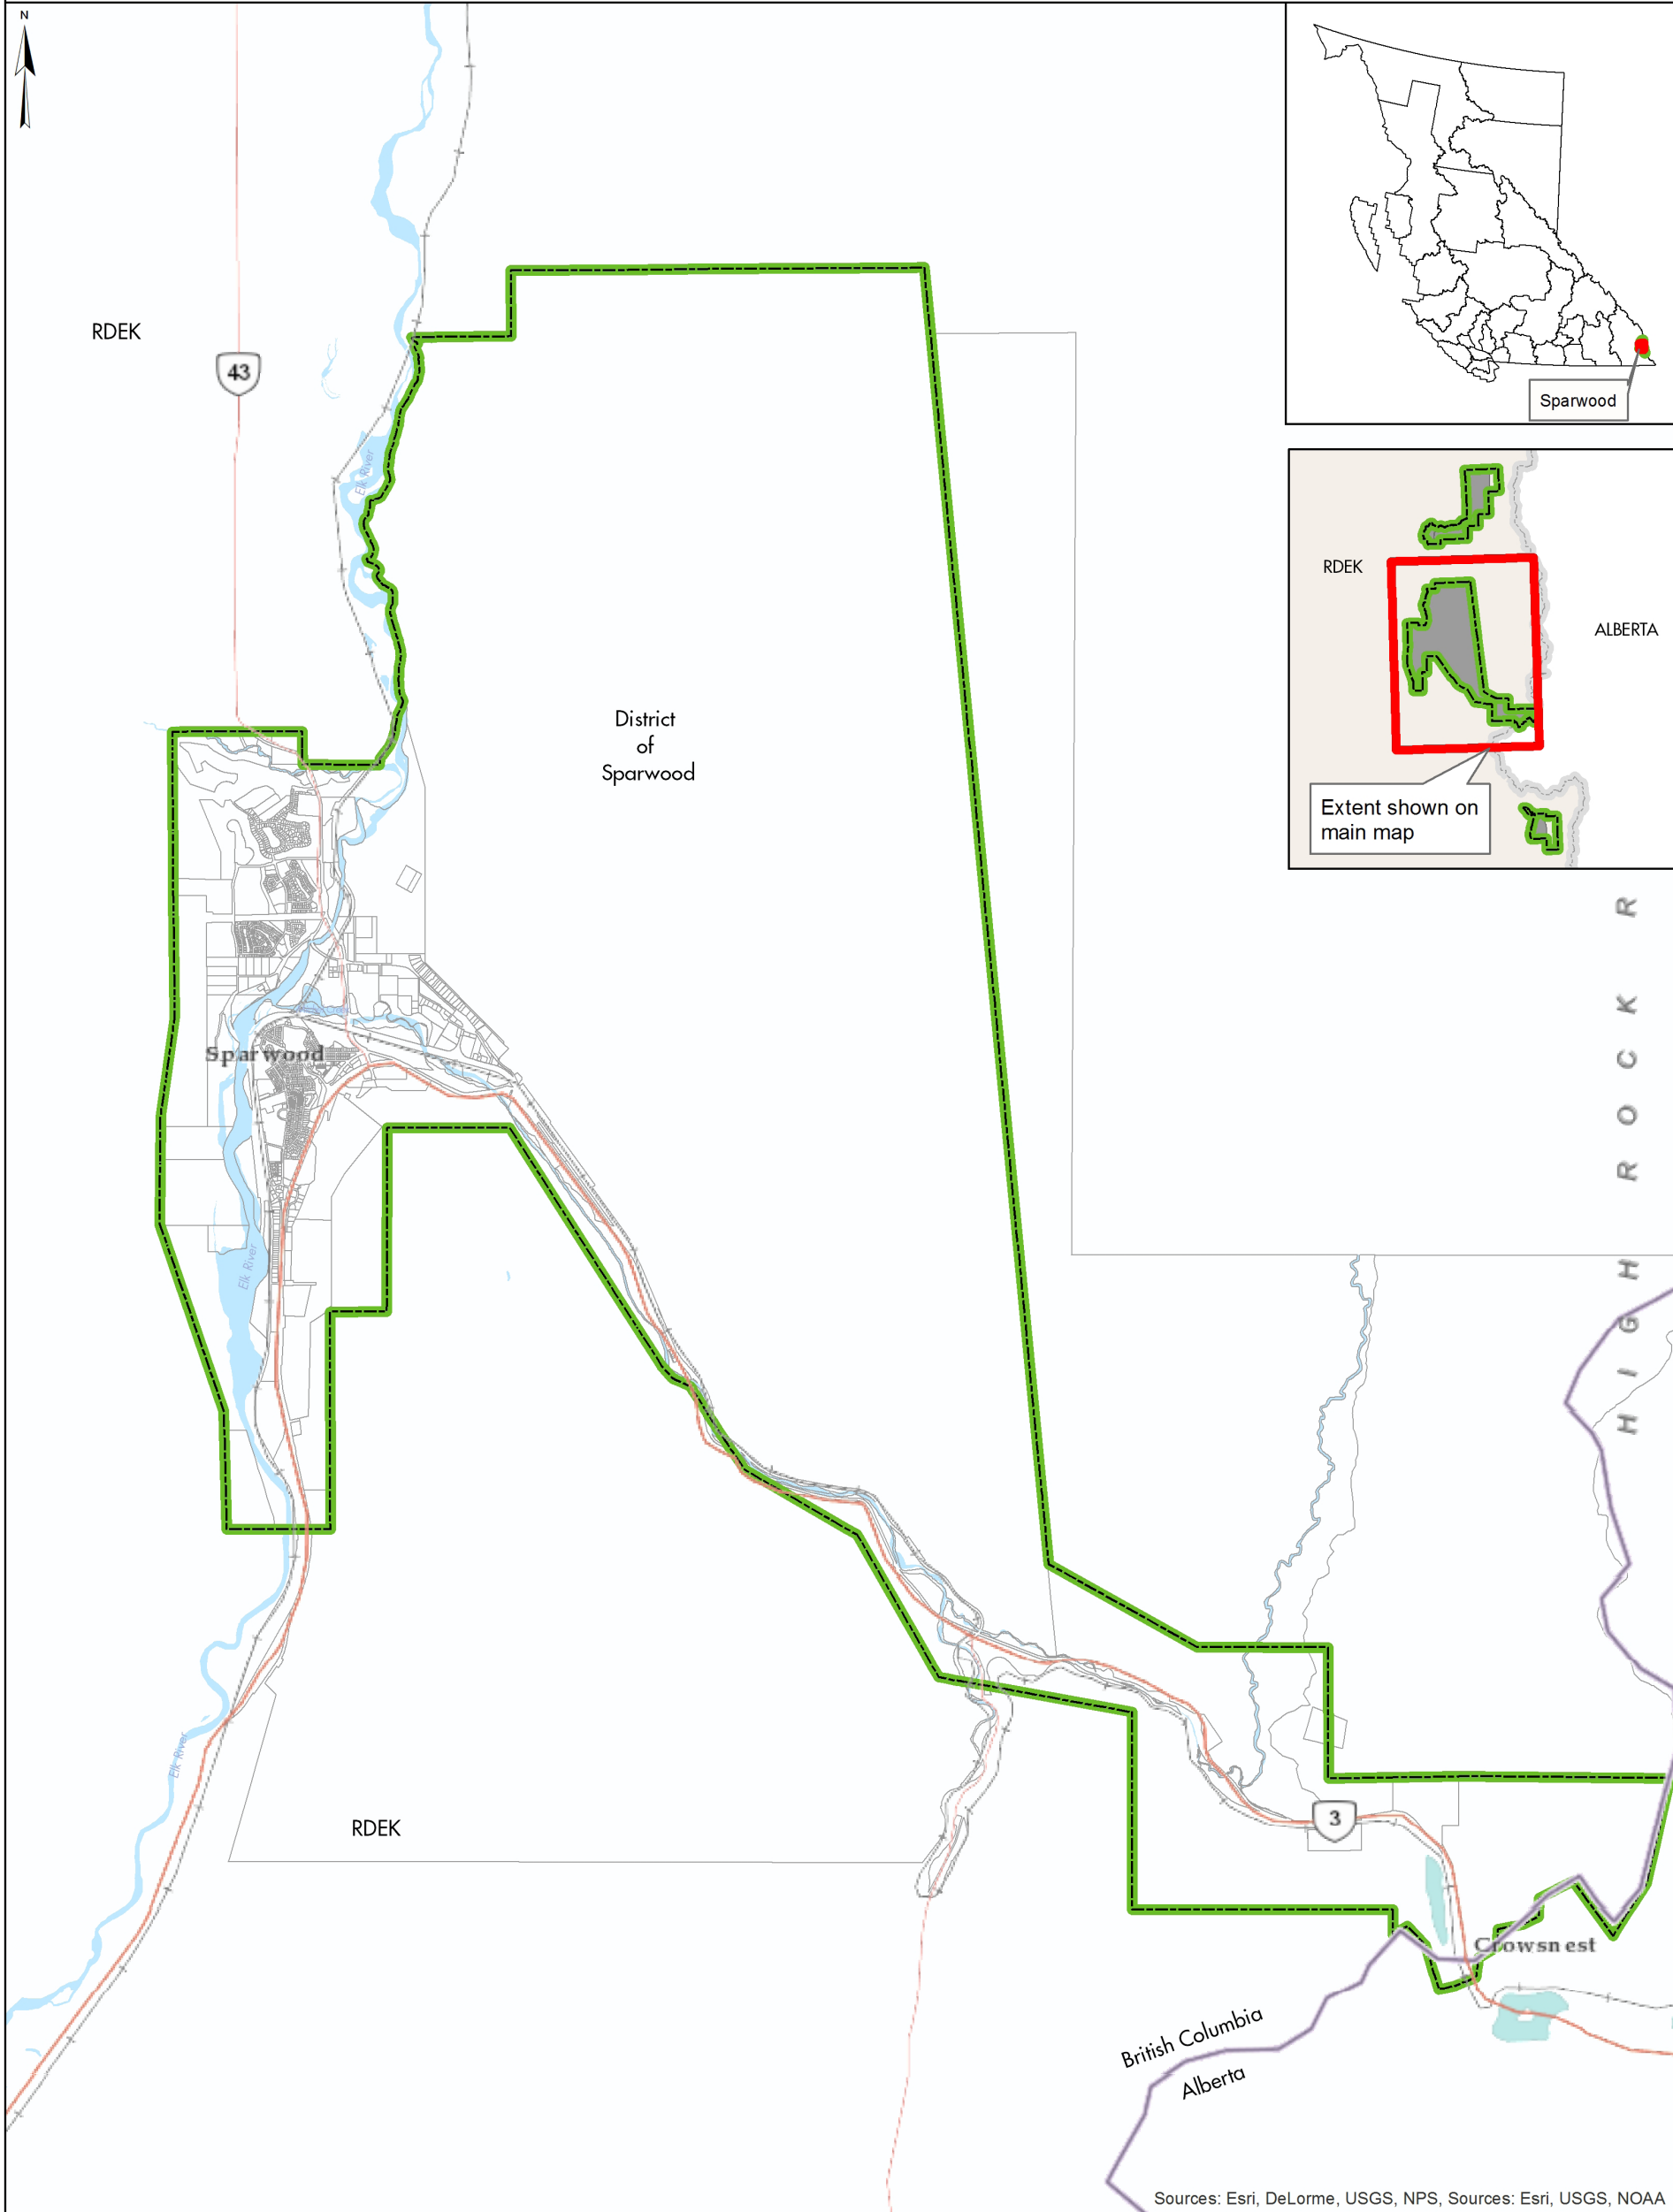 N
Sparwood
RDEK
43
Elk River
RDEK
ALBERTA
Extent shown on
main map
District
of
Sparwood
HIGH ROCK R
Sparwood
Elk River
Elk River
RDEK
3
Crowsnest
British Columbia
Alberta
Sources: Esri, DeLorme, USGS, NPS, Sources: Esri, USGS, NOAA